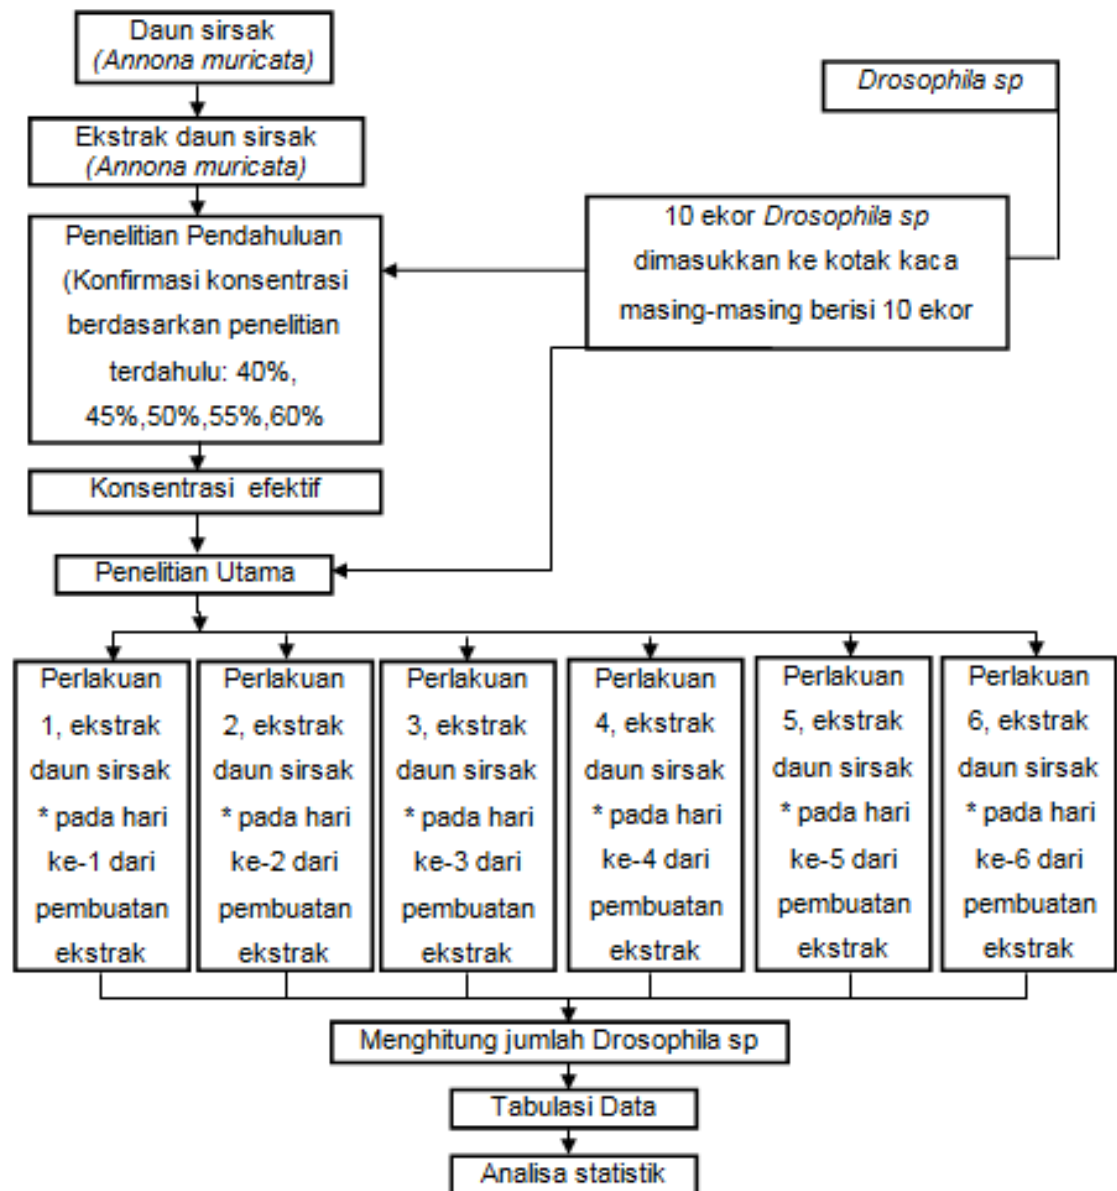 Daun sirsak
(Annona muricata)
Drosophila sp
Ekstrak daun sirsak
(Annona muricata)
10 ekor Drosophila sp
dimasukkan ke kotak kaca
masing-masing berisi 10 ekor
Penelitian Pendahuluan
(Konfirmasi konsentrasi
berdasarkan penelitian
terdahulu: 40%,
45%,50%,55%,60%
Konsentrasi efektif
Penelitian Utama
Perlakuan
1, ekstrak
daun sirsak
* pada hari
ke-1 dari
pembuatan
ekstrak
Perlakuan
2, ekstrak
daun sirsak
* pada hari
ke-2 dari
pembuatan
ekstrak
Perlakuan
3, ekstrak
daun sirsak
* pada hari
ke-3 dari
pembuatan
ekstrak
Perlakuan
4, ekstrak
daun sirsak
* pada hari
ke-4 dari
pembuatan
ekstrak
Perlakuan
5, ekstrak
daun sirsak
* pada hari
ke-5 dari
pembuatan
ekstrak
Perlakuan
6, ekstrak
daun sirsak
* pada hari
ke-6 dari
pembuatan
ekstrak
Menghitung jumlah Drosophila sp
Tabulasi Data
Analisa statistik